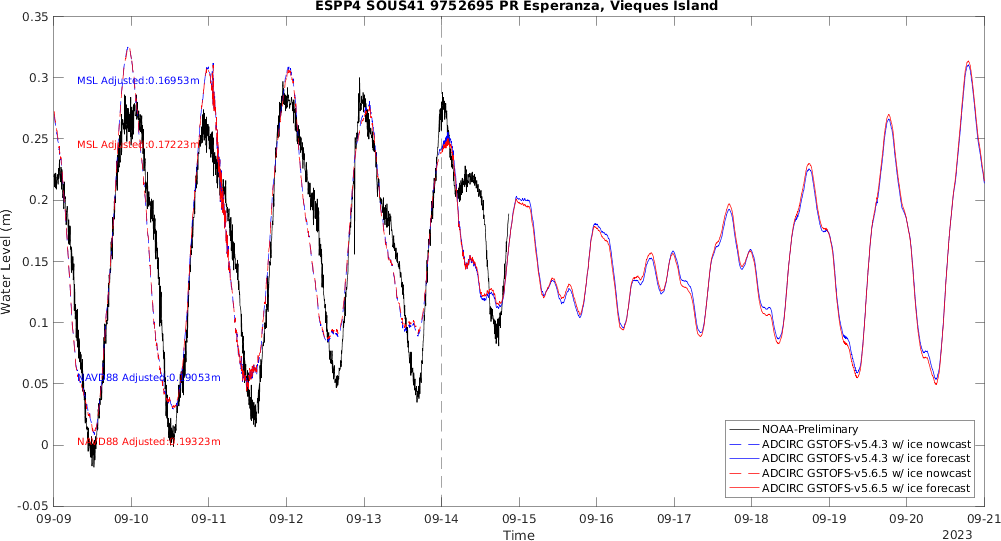 ESPP4 SOUS41 9752695 PR Esperanza, Vieques Island
0.35
0.3
0.25
0.2
0.15
0.1
0.05
0
-0.05
Water Level (m)
MSL Adjusted:0.16953m
MSL Adjusted:0.17223m
NAVD88 Adjusted:0.19053m
NAVD88 Adjusted:0.19323m
NOAA-Preliminary
ADCIRC GSTOFS-v5.4.3 w/ ice nowcast
ADCIRC GSTOFS-v5.4.3 w/ ice forecast
ADCIRC GSTOFS-v5.6.5 w/ ice nowcast
ADCIRC GSTOFS-v5.6.5 w/ ice forecast
09-09 09-10 09-11 09-12 09-13 09-14 09-15 09-16 09-17 09-18 09-19 09-20 09-21
Time
2023